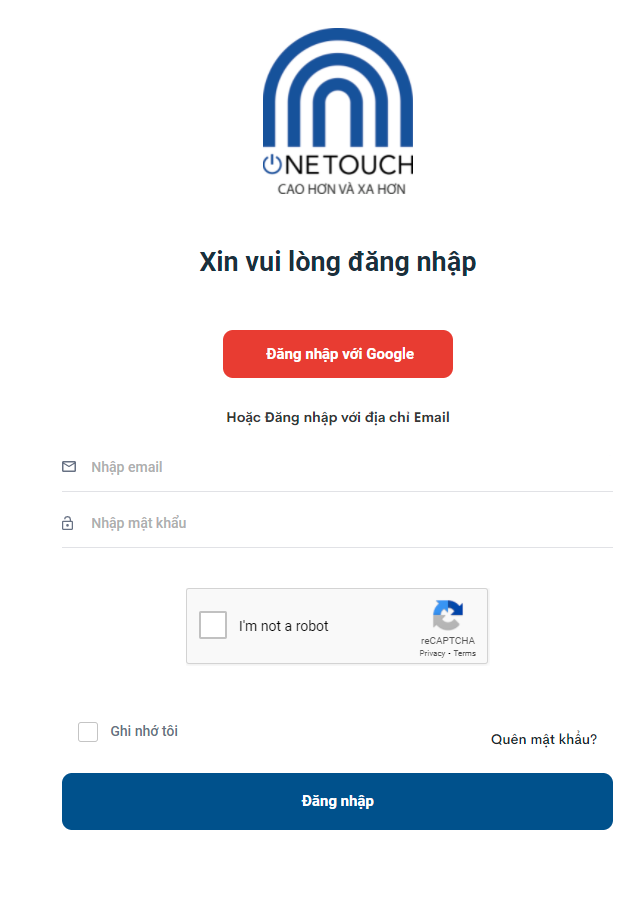 ONETOUCH
CAO HƠN VÀ XA HƠN
Xin vui lòng đăng nhập
Đăng nhập với Google
Hoặc Đăng nhập với địa chỉ Email
Nhập email
Nhập mật khẩu
I'm not a robot
reCAPTCHA
Privacy - Terms
Ghi nhớ tôi
Quên mật khẩu?
Đăng nhập